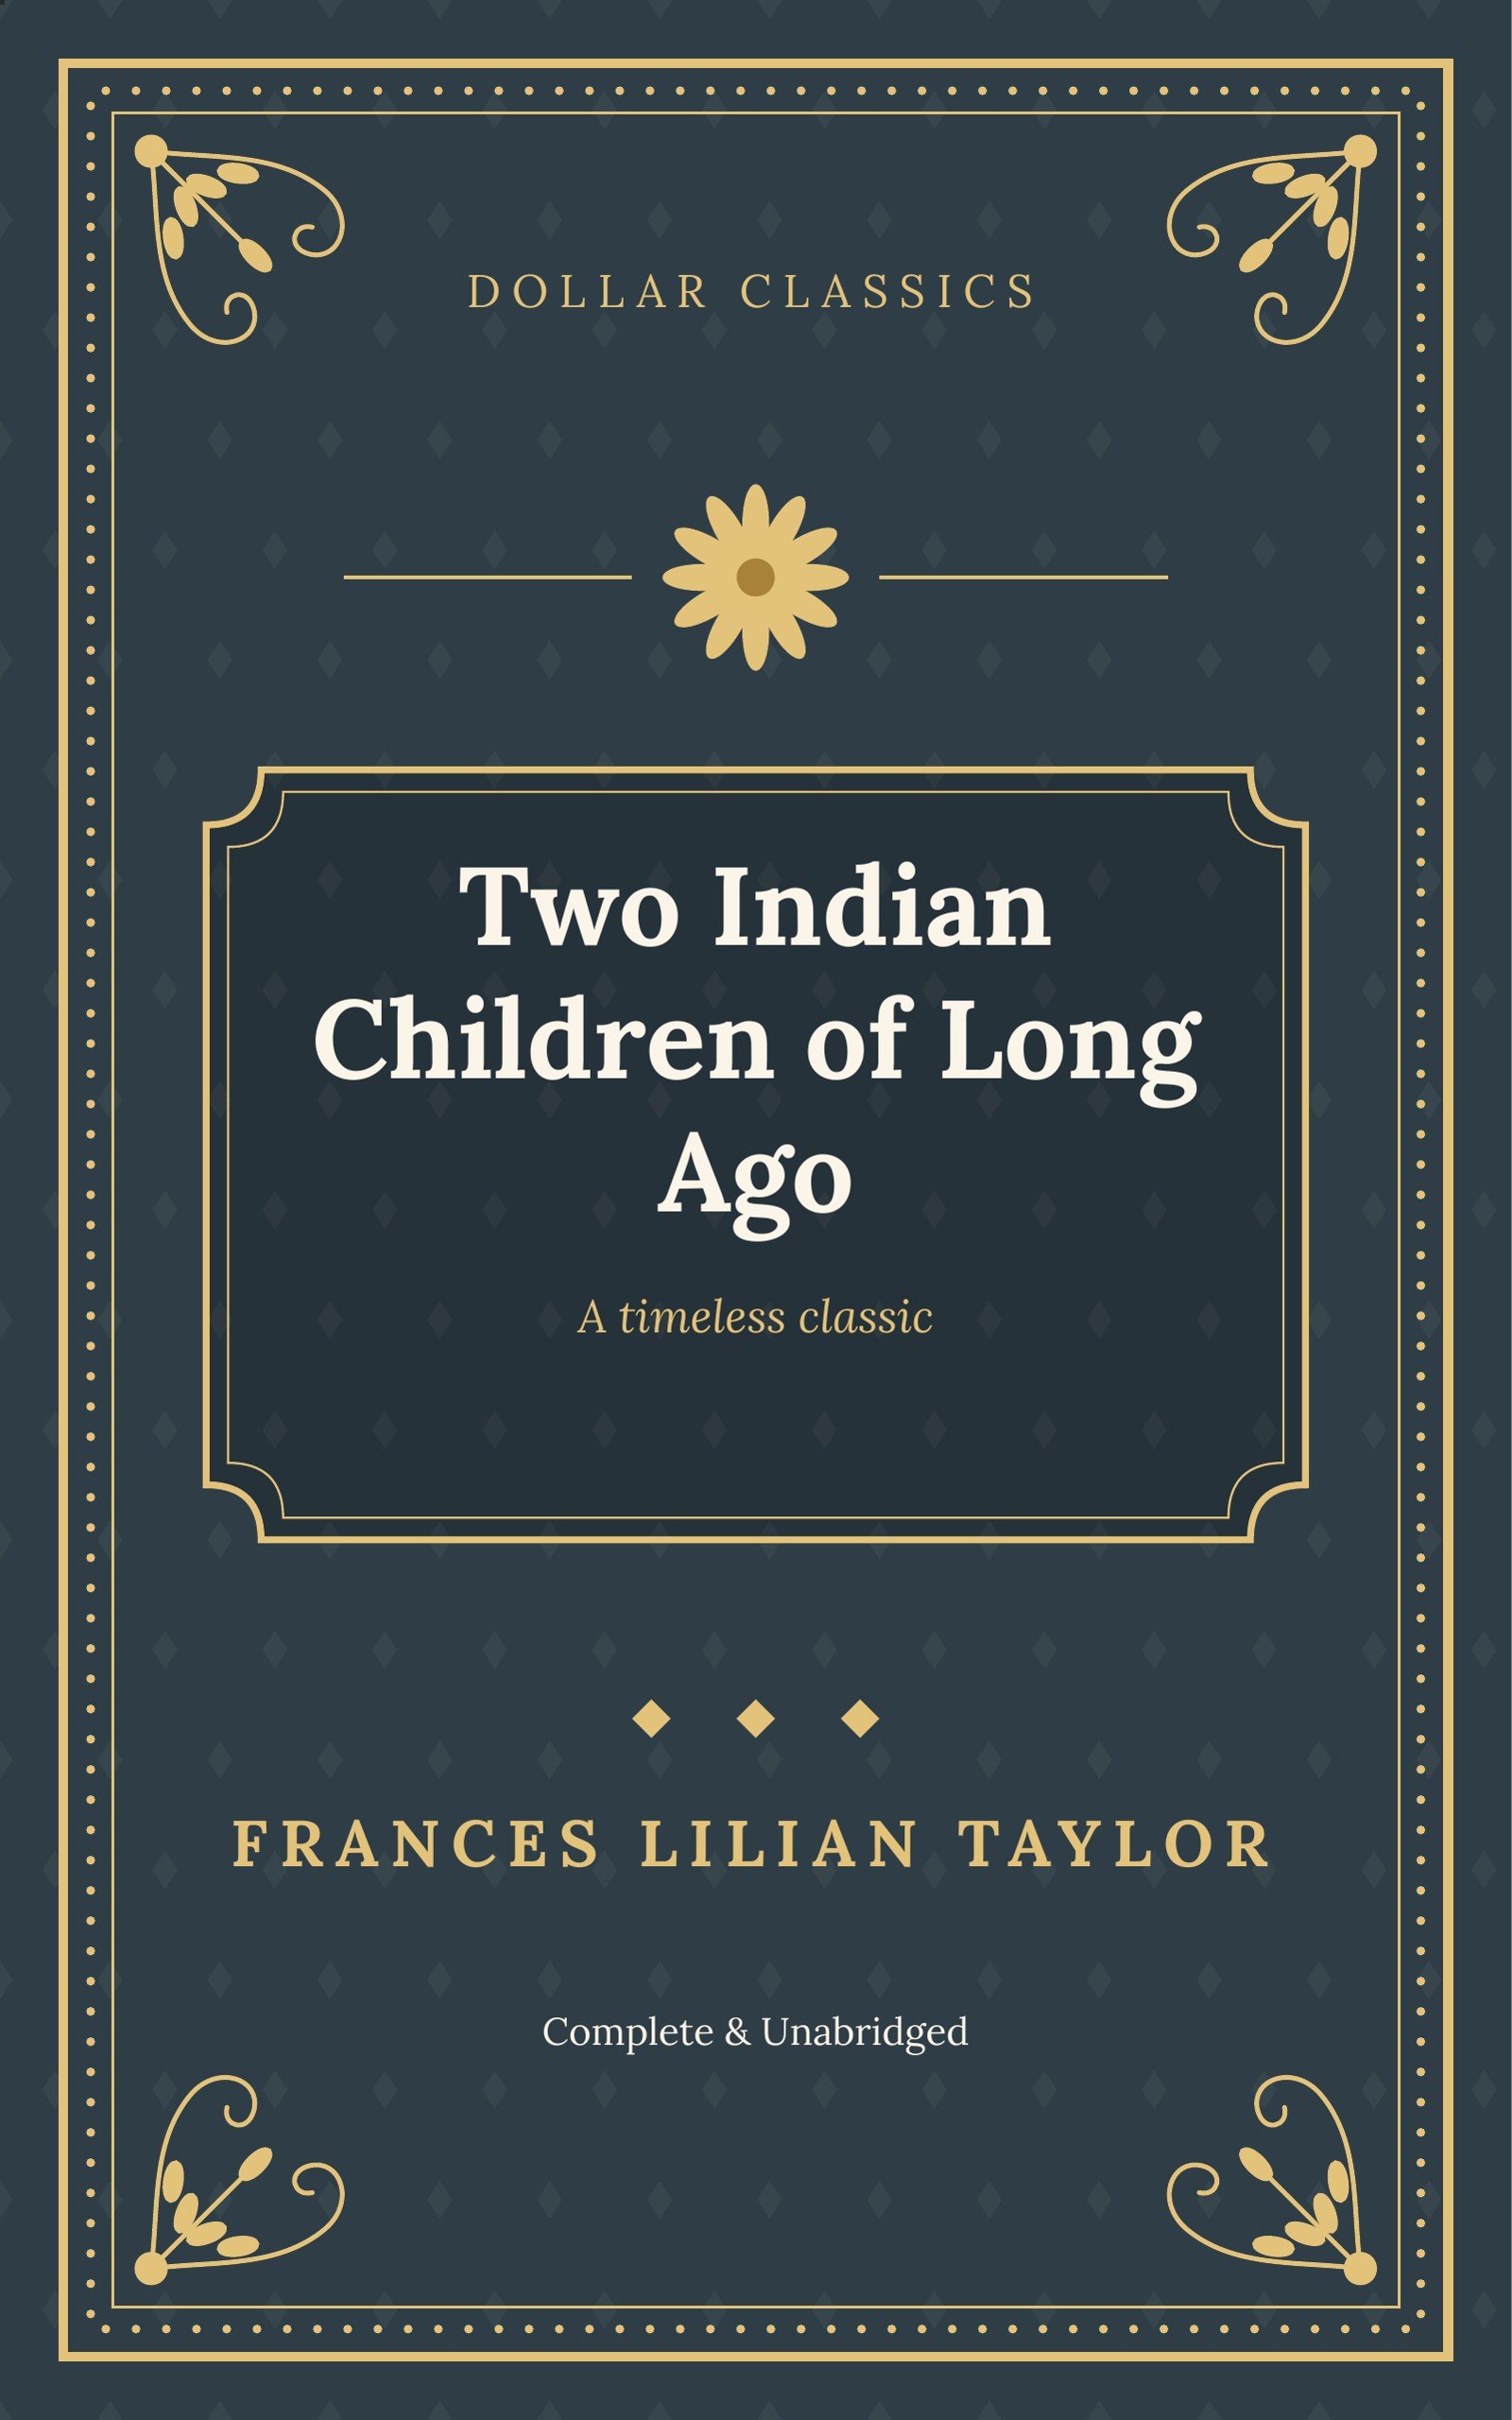 DOLLAR CLASSICS
Two Indian
Children of Long
Ago
A timeless classic
FRANCES LILIAN TAYLOR
Complete & Unabridged